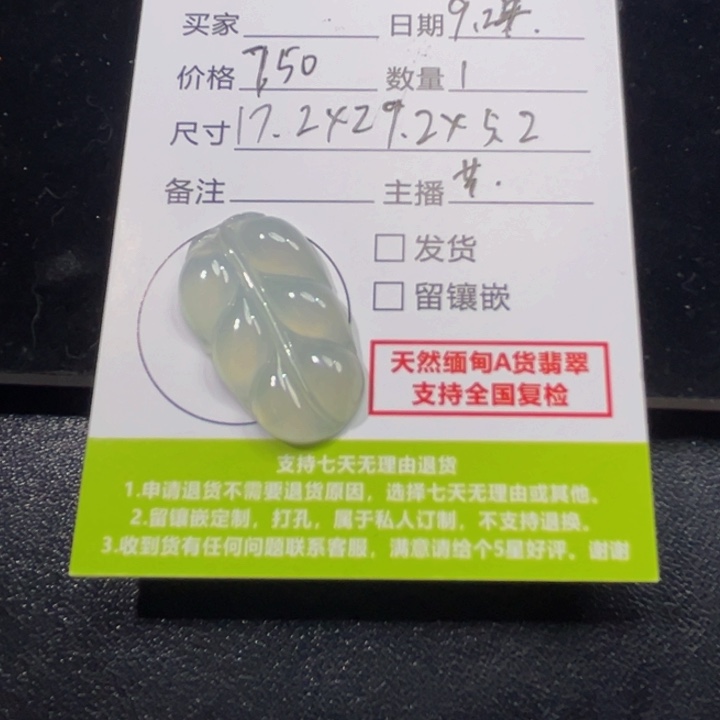 买家 日期 9.2
价格 7,50 数量 1
尺寸 17.2×29.2×5.2
备注 主播
□ 发货
□ 留镶嵌
天然缅甸A货翡翠
支持全国复检
支持七天无理由退货
1.申请退货不需要退货原因，选择七天无理由或其他。
2.留镶嵌定制，打孔，属于私人订制，不支持退换。
3.收到货有任何问题联系客服，满意请给个5星好评。谢谢